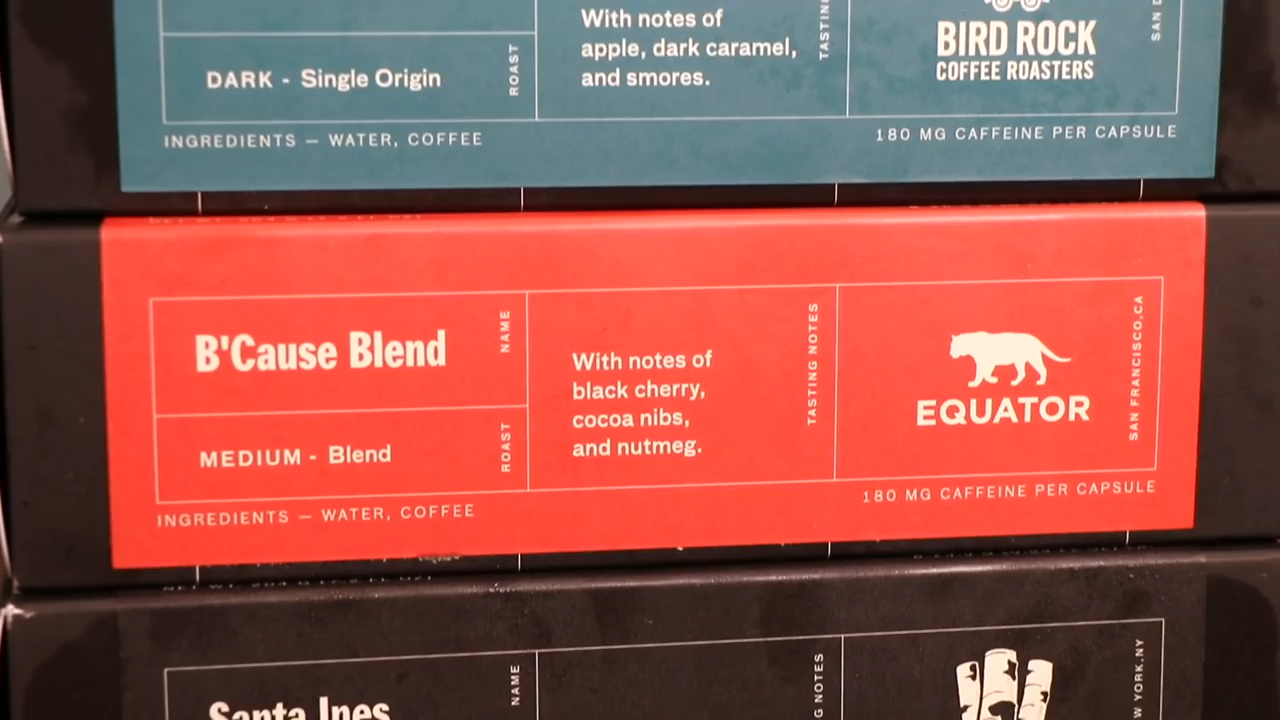 With notes of
apple, dark caramel,
and smores.
TASTING
BIRD ROCK
COFFEE ROASTERS
SAN
DARK - Single Origin
ROAST
INGREDIENTS — WATER, COFFEE
180 MG CAFFEINE PER CAPSULE
B'Cause Blend
NAME
MEDIUM - Blend
ROAST
With notes of
black cherry,
cocoa nibs,
and nutmeg.
TASTING NOTES
EQUATOR
SAN FRANCISCO,CA
INGREDIENTS — WATER, COFFEE
180 MG CAFFEINE PER CAPSULE
Santa Ines
NAME
NOTES
YORK,NY